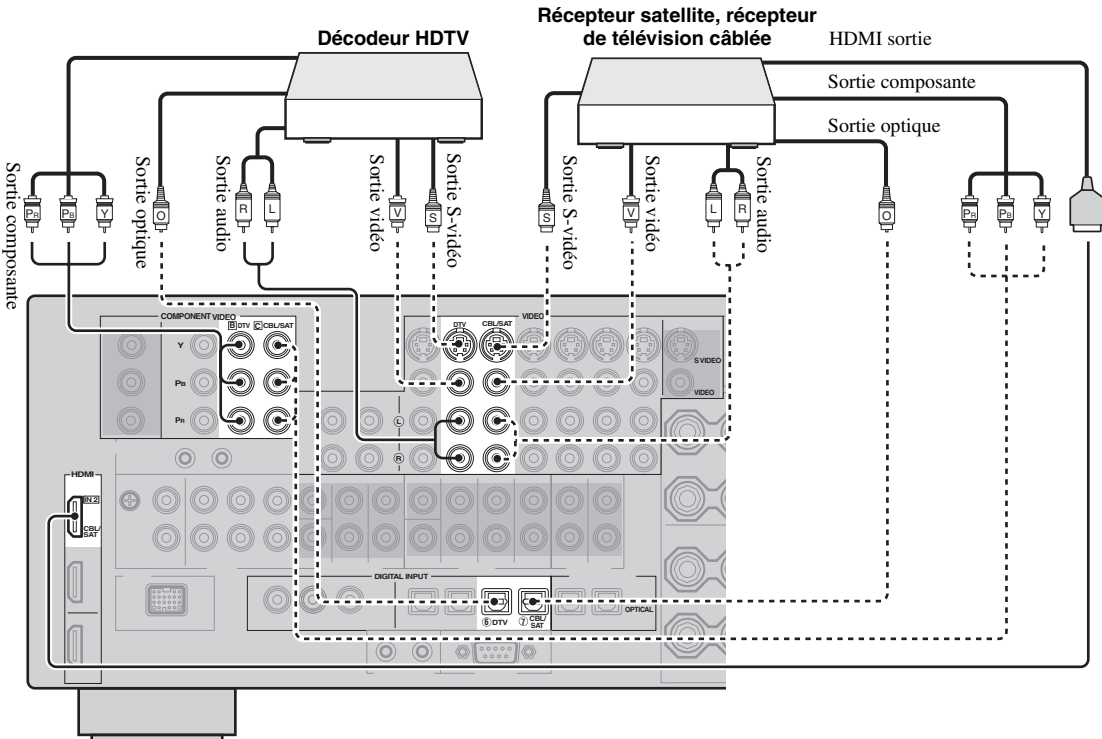 Récepteur satellite, récepteur
de télévision câblée
Décodeur HDTV
HDMI sortie
Sortie composante
Sortie optique
Sortie composante
Sortie optique
Sortie audio
Sortie vidéo
Sortie S-vidéo
Sortie S-vidéo
Sortie vidéo
Sortie audio
PR PB Y
O
R L
V
S
S
V
L R
O
PR PB Y
COMPONENT VIDEO
B DTV C CBL/SAT
Y
PB
PR
VIDEO
DTV CBL/SAT
S VIDEO
VIDEO
L
R
HDMI
IN 2
CBL/
SAT
DIGITAL INPUT
OPTICAL
⑥ DTV
⑦ CBL/
SAT